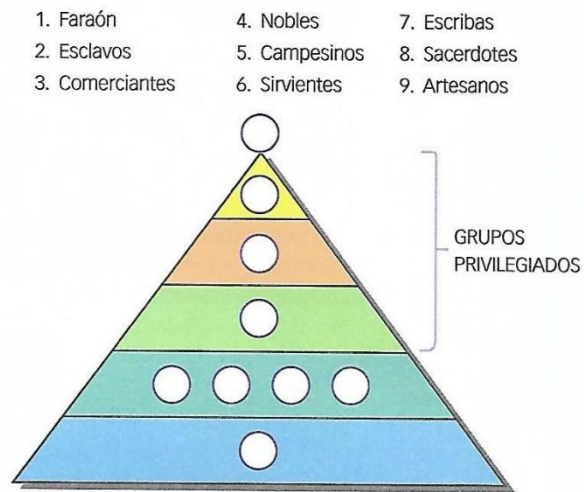 1. Faraón
2. Esclavos
3. Comerciantes
4. Nobles
5. Campesinos
6. Sirvientes
7. Escribas
8. Sacerdotes
9. Artesanos
GRUPOS
PRIVILEGIADOS